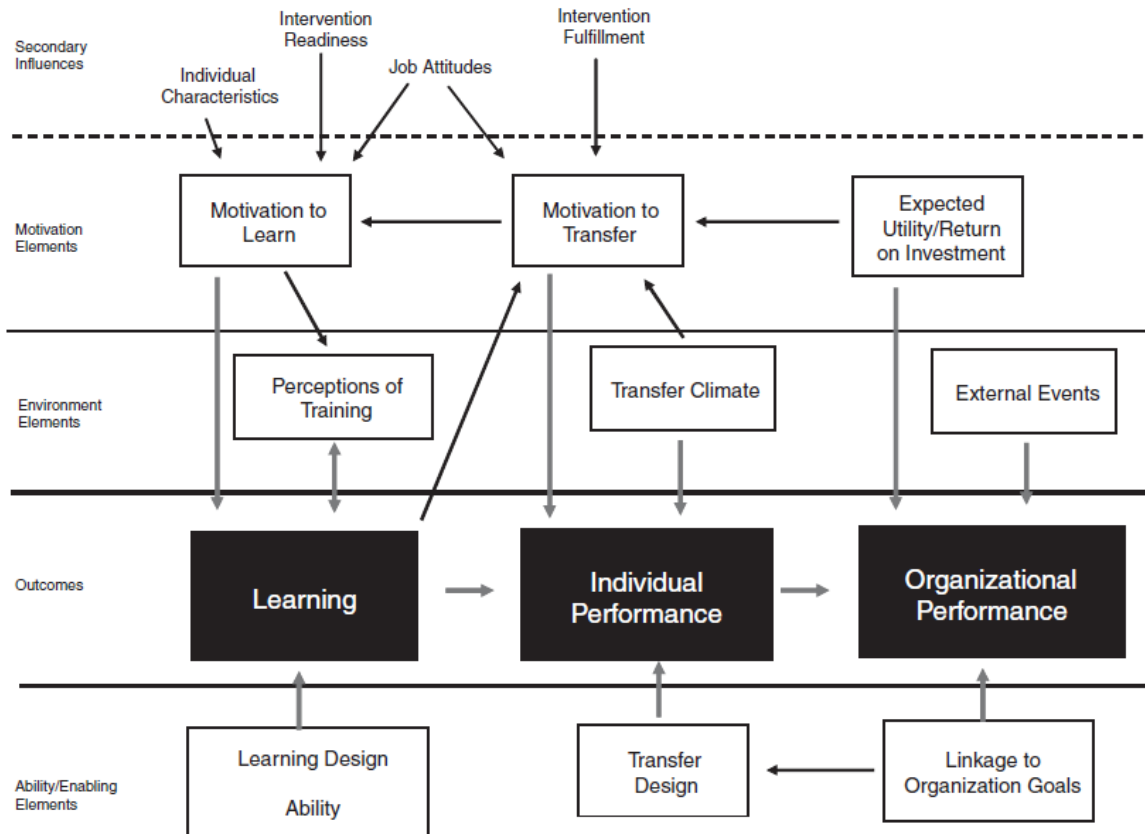 Secondary
Influences
Intervention
Readiness
Intervention
Fulfillment
Job Attitudes
Individual
Characteristics
Motivation
Elements
Motivation to
Learn
Motivation to
Transfer
Expected
Utility/Return
on Investment
Environment
Elements
Perceptions of
Training
Transfer Climate
External Events
Outcomes
Learning
Individual
Performance
Organizational
Performance
Ability/Enabling
Elements
Learning Design
Ability
Transfer
Design
Linkage to
Organization Goals